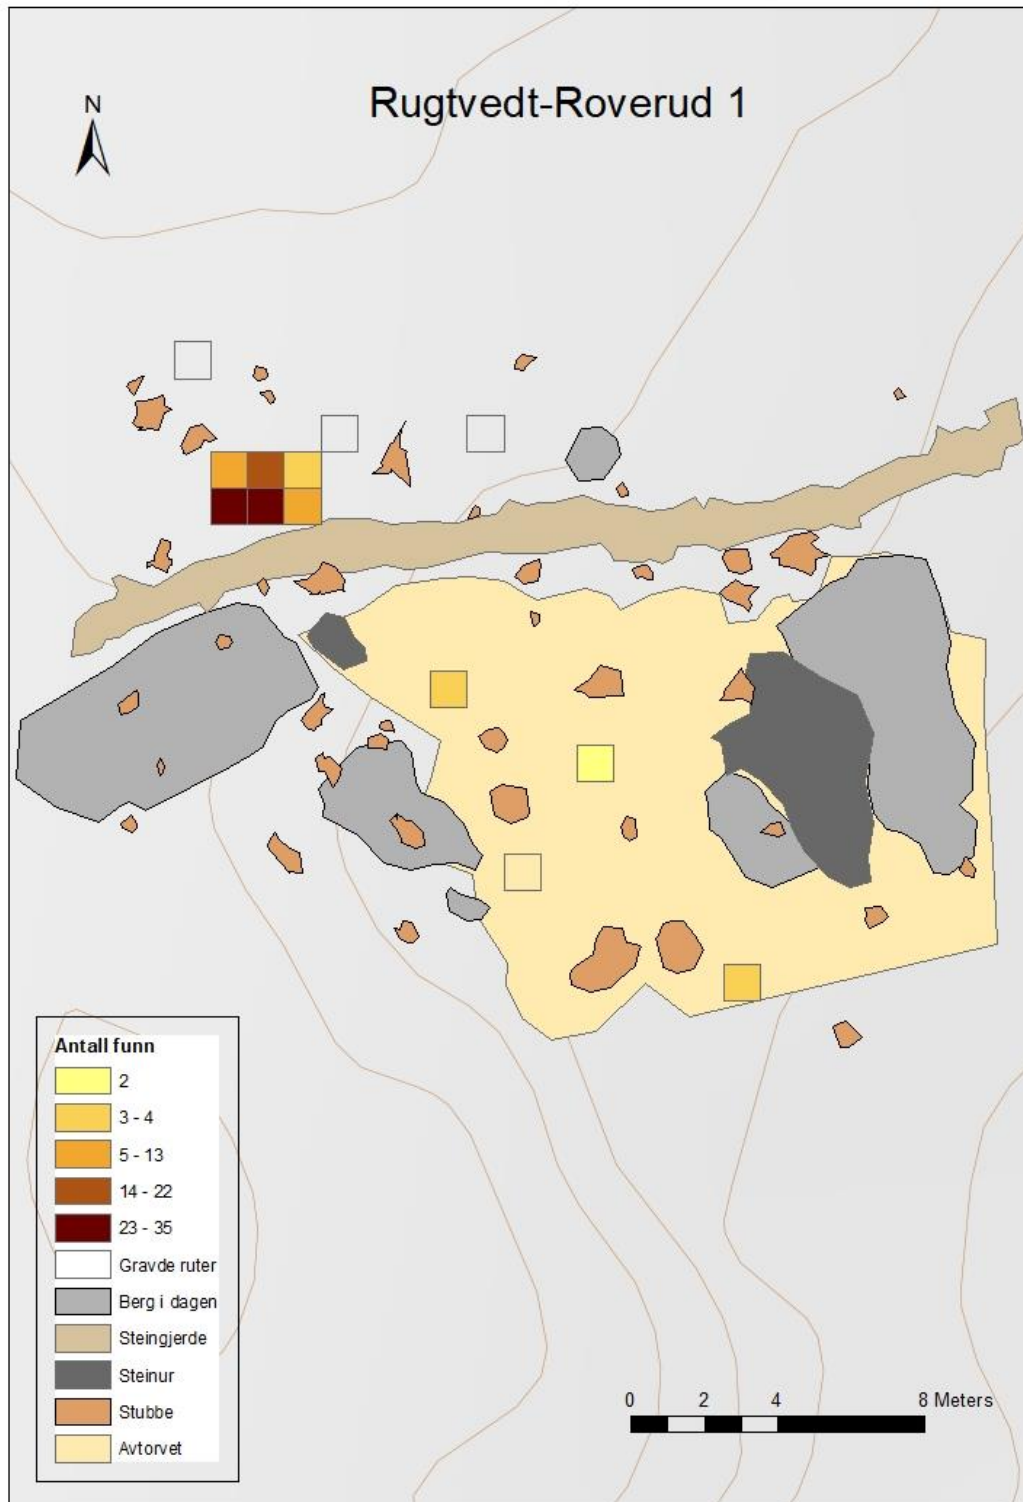 Rugtvedt-Roverud 1
N
Antall funn
2
3 - 4
5 - 13
14 - 22
23 - 35
Gravde ruter
Berg i dagen
Steingjerde
Steinur
Stubbe
Avtorvet
0 2 4 8 Meters